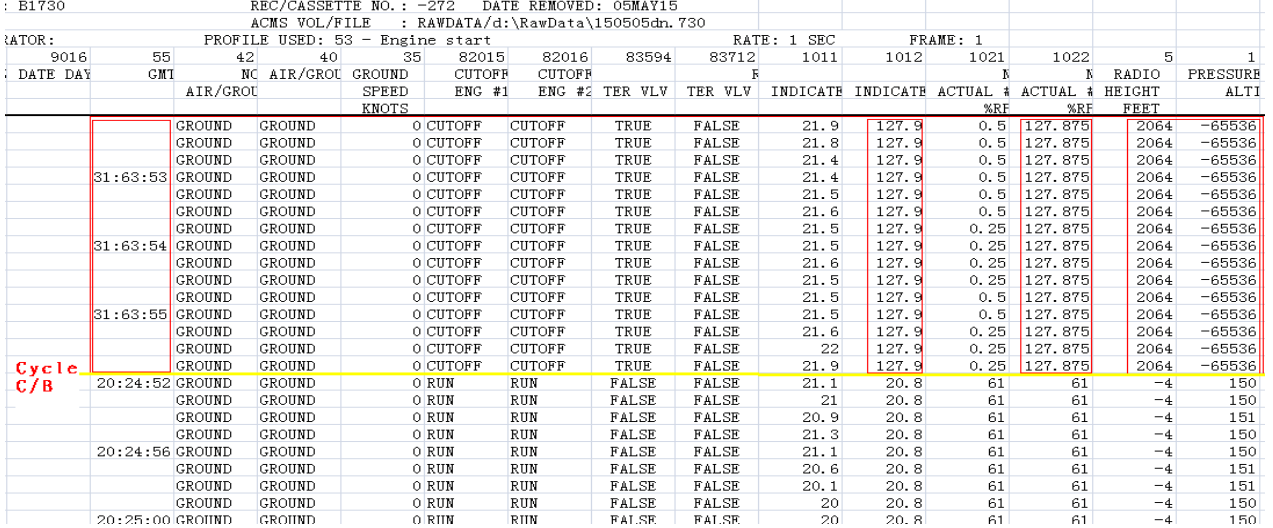 : B1730 REC/CASSETTE NO.: -272 DATE REMOVED: 05MAY15
ACMS VOL/FILE : RAWDATA/d:\RawData\150505dn.730
RATOR: PROFILE USED: 53 - Engine start RATE: 1 SEC FRAME: 1
9016 55 42 40 35 82015 82016 83594 83712 1011 1012 1021 1022 5 1
DATE DAY GMT NO AIR/GROU GROUND CUTOFF CUTOFF F N N RADIO PRESSURE
AIR/GROU SPEED ENG #1 ENG #2 TER VLV TER VLV INDICATE INDICATE ACTUAL # ACTUAL # HEIGHT ALTI
KNOTS %RF %RF FEET
GROUND GROUND 0 CUTOFF CUTOFF TRUE FALSE 21.9 127.9 0.5 127.875 2064 -65536
GROUND GROUND 0 CUTOFF CUTOFF TRUE FALSE 21.8 127.9 0.5 127.875 2064 -65536
GROUND GROUND 0 CUTOFF CUTOFF TRUE FALSE 21.4 127.9 0.5 127.875 2064 -65536
31:63:53 GROUND GROUND 0 CUTOFF CUTOFF TRUE FALSE 21.4 127.9 0.5 127.875 2064 -65536
GROUND GROUND 0 CUTOFF CUTOFF TRUE FALSE 21.5 127.9 0.5 127.875 2064 -65536
GROUND GROUND 0 CUTOFF CUTOFF TRUE FALSE 21.6 127.9 0.5 127.875 2064 -65536
GROUND GROUND 0 CUTOFF CUTOFF TRUE FALSE 21.5 127.9 0.25 127.875 2064 -65536
31:63:54 GROUND GROUND 0 CUTOFF CUTOFF TRUE FALSE 21.5 127.9 0.25 127.875 2064 -65536
GROUND GROUND 0 CUTOFF CUTOFF TRUE FALSE 21.6 127.9 0.25 127.875 2064 -65536
GROUND GROUND 0 CUTOFF CUTOFF TRUE FALSE 21.5 127.9 0.25 127.875 2064 -65536
GROUND GROUND 0 CUTOFF CUTOFF TRUE FALSE 21.5 127.9 0.5 127.875 2064 -65536
31:63:55 GROUND GROUND 0 CUTOFF CUTOFF TRUE FALSE 21.5 127.9 0.5 127.875 2064 -65536
GROUND GROUND 0 CUTOFF CUTOFF TRUE FALSE 21.6 127.9 0.25 127.875 2064 -65536
GROUND GROUND 0 CUTOFF CUTOFF TRUE FALSE 22 127.9 0.25 127.875 2064 -65536
Cycle GROUND GROUND 0 CUTOFF CUTOFF TRUE FALSE 21.9 127.9 0.25 127.875 2064 -65536
C/B 20:24:52 GROUND GROUND 0 RUN RUN FALSE FALSE 21.1 20.8 61 61 -4 150
GROUND GROUND 0 RUN RUN FALSE FALSE 21 20.8 61 61 -4 150
GROUND GROUND 0 RUN RUN FALSE FALSE 20.9 20.8 61 61 -4 151
GROUND GROUND 0 RUN RUN FALSE FALSE 21.3 20.8 61 61 -4 150
20:24:56 GROUND GROUND 0 RUN RUN FALSE FALSE 21.1 20.8 61 61 -4 150
GROUND GROUND 0 RUN RUN FALSE FALSE 20.6 20.8 61 61 -4 151
GROUND GROUND 0 RUN RUN FALSE FALSE 20.1 20.8 61 61 -4 151
GROUND GROUND 0 RUN RUN FALSE FALSE 20 20.8 61 61 -4 150
20:25:00 GROUND GROUND 0 RUN RUN FALSE FALSE 20 20.8 61 61 -4 150